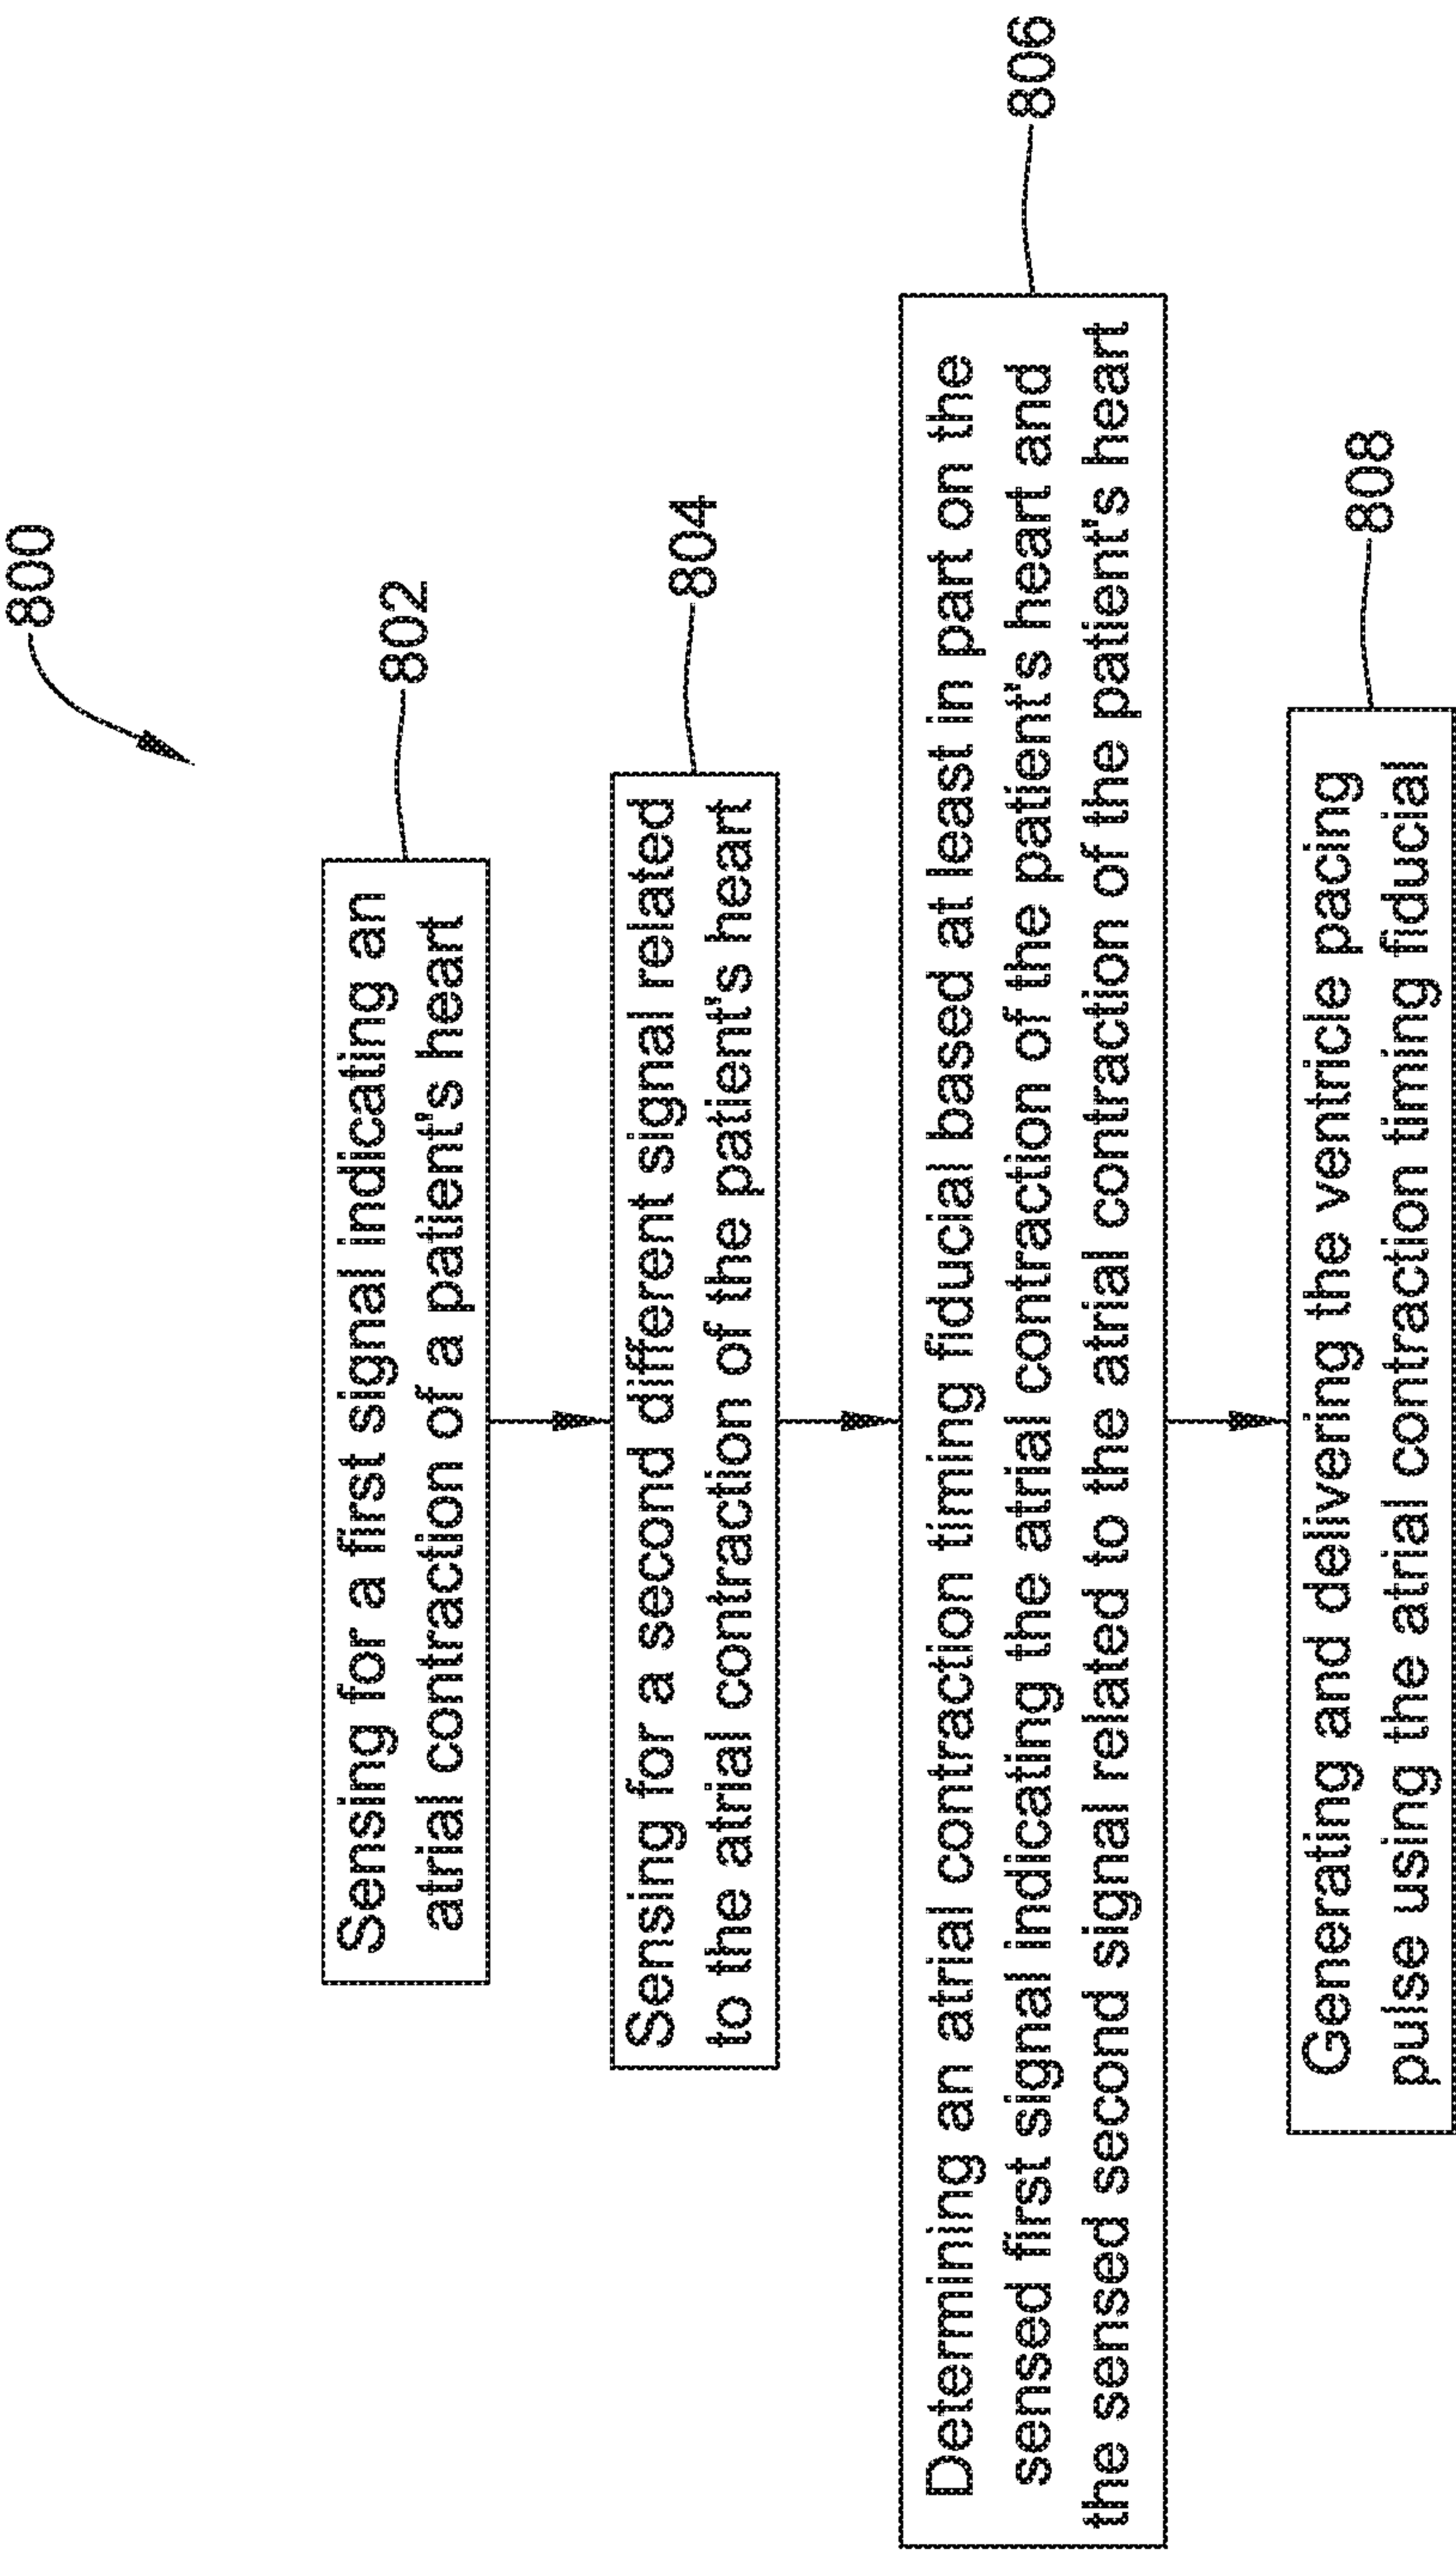 800
Sensing for a first signal indicating an
atrial contraction of a patient's heart
802
Sensing for a second different signal related
to the atrial contraction of the patient's heart
804
Determining an atrial contraction timing fiducial based at least in part on the
sensed first signal indicating the atrial contraction of the patient's heart and
the sensed second signal related to the atrial contraction of the patient's heart
806
Generating and delivering the ventricle pacing
pulse using the atrial contraction timing fiducial
808